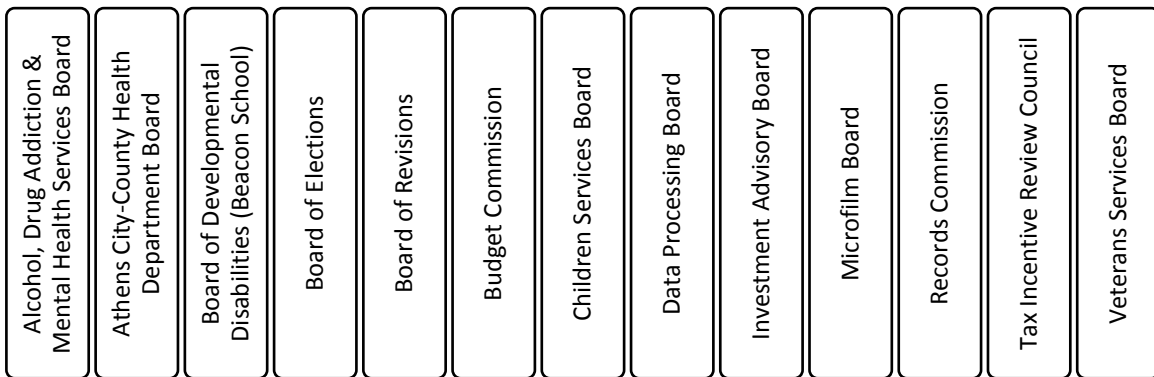 Alcohol, Drug Addiction &
Mental Health Services Board
Athens City-County Health
Department Board
Board of Developmental
Disabilities (Beacon School)
Board of Elections
Board of Revisions
Budget Commission
Children Services Board
Data Processing Board
Investment Advisory Board
Microfilm Board
Records Commission
Tax Incentive Review Council
Veterans Services Board